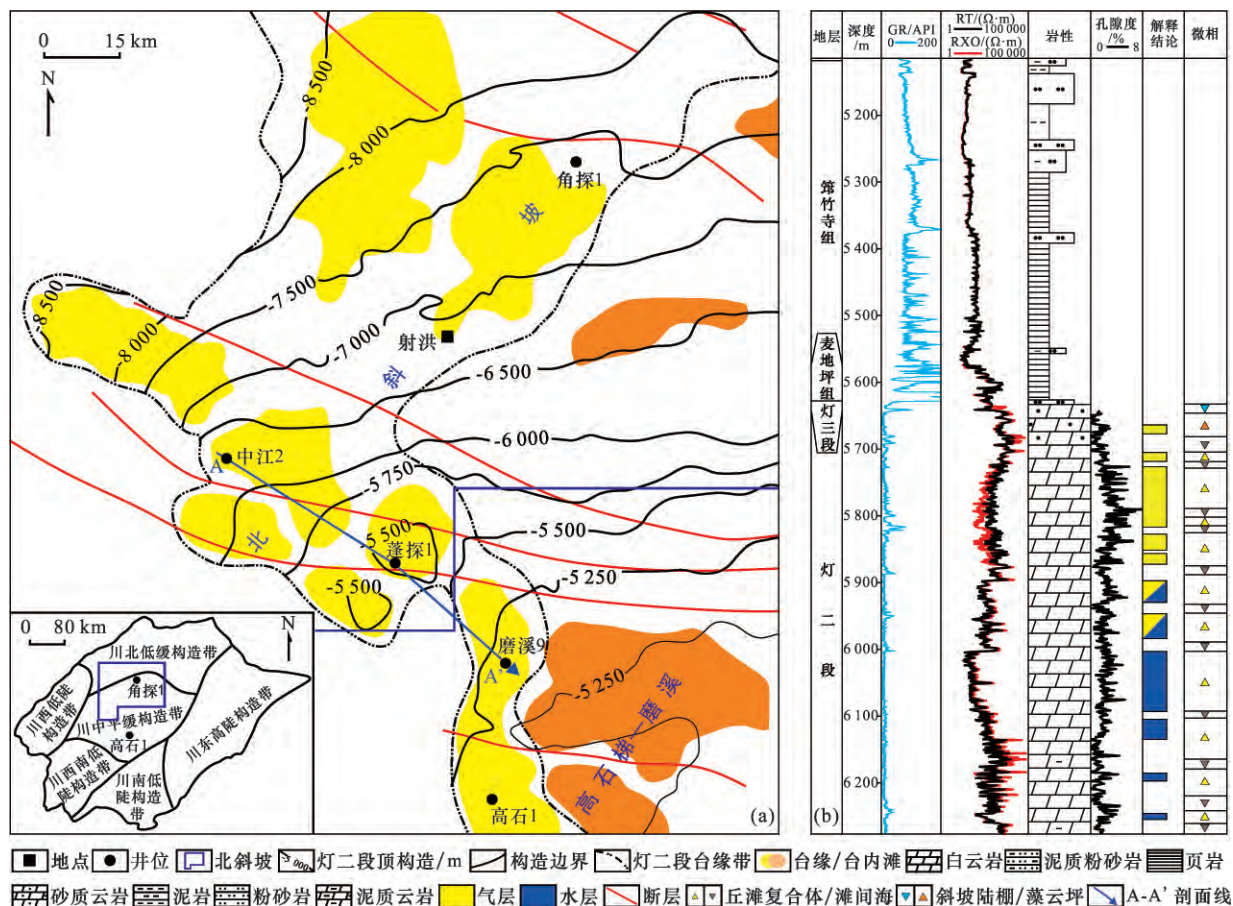 0 15 km
N
-8 500
-8 000
角探1
坡
-7 500
-8 500
-8 000
-7 000
射洪
斜
-6 500
-6 000
中江2
A
-5 750
-5 500
北
-5 500
蓬探1
-5 250
-5 500
磨溪9
A'
-5 250
高石梯—磨溪
高石1
(a)
0 80 km
N
川北低缓构造带
角探1
川西低陡构造带
川中平缓构造带
高石1
川东高陡构造带
川西南低陡构造带
川南低陡构造带
地层
深度/m
GR/API
0 200
RT/(Ω·m)
1 100 000
RXO/(Ω·m)
1 100 000
岩性
孔隙度/%
0 8
解释结论
微相
筇竹寺组
麦地坪组
灯三段
灯二段
5 200
5 300
5 400
5 500
5 600
5 700
5 800
5 900
6 000
6 100
6 200
(b)
地点 井位 北斜坡 灯二段顶构造/m 构造边界 灯二段台缘带 台缘/台内滩 白云岩 泥质粉砂岩 页岩
砂质云岩 泥岩 粉砂岩 泥质云岩 气层 水层 断层 丘滩复合体/滩间海 斜坡陆棚/藻云坪 A-A' 剖面线